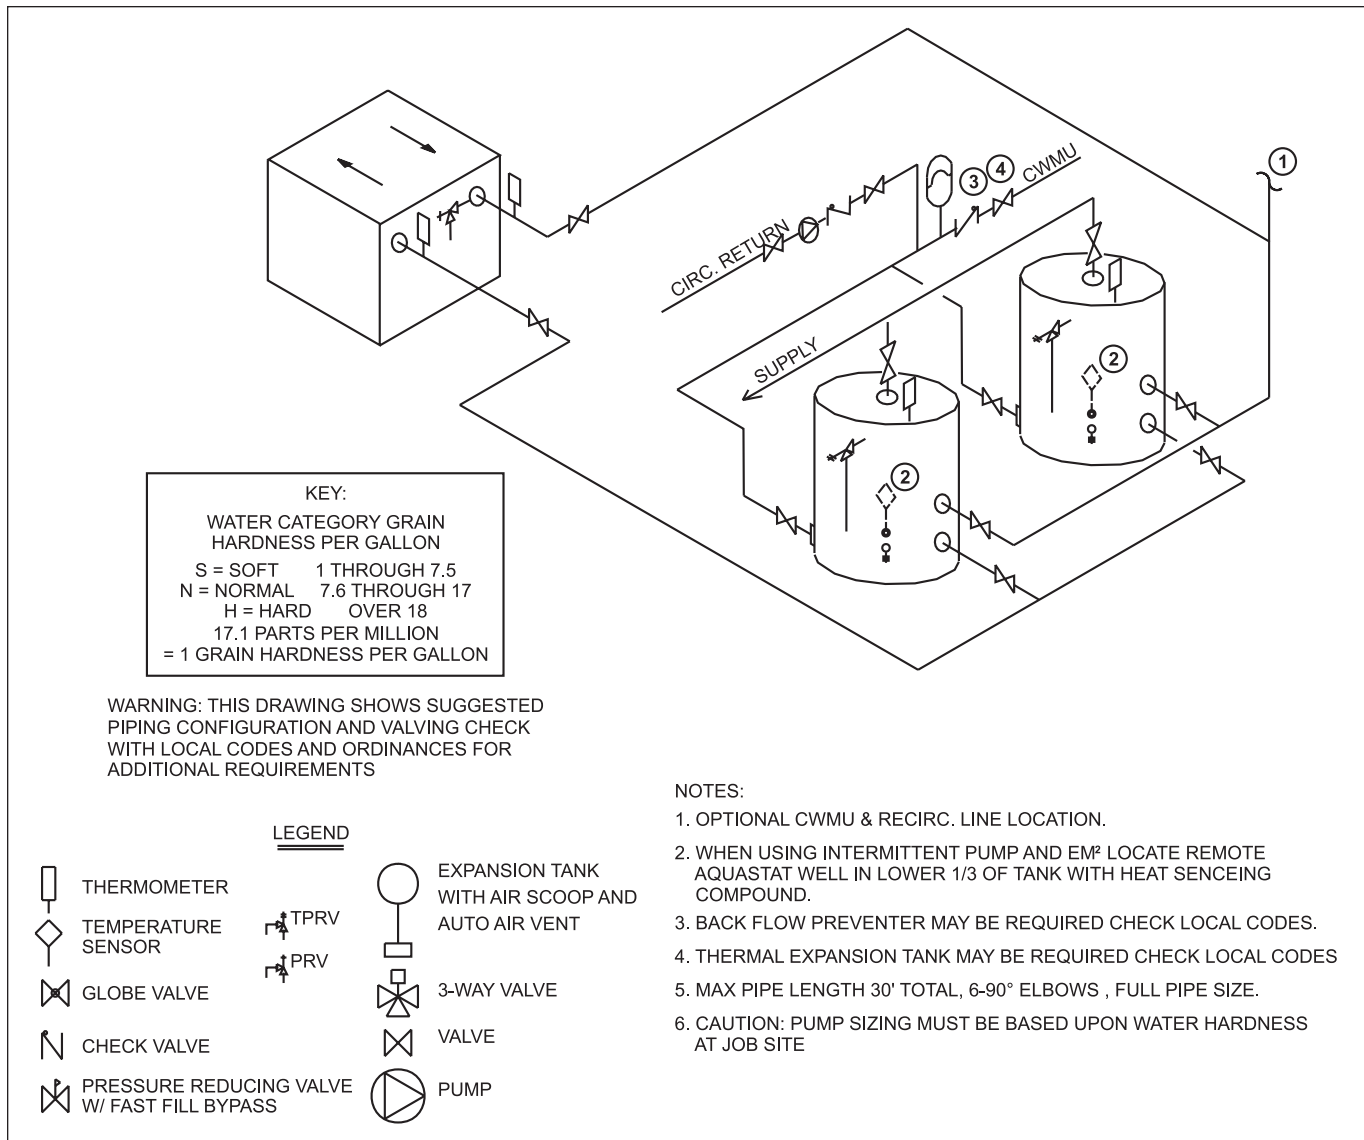 1
3
4
CWMU
CIRC. RETURN
SUPPLY
2
2
KEY:
WATER CATEGORY GRAIN
HARDNESS PER GALLON
S = SOFT 1 THROUGH 7.5
N = NORMAL 7.6 THROUGH 17
H = HARD OVER 18
17.1 PARTS PER MILLION
= 1 GRAIN HARDNESS PER GALLON
WARNING: THIS DRAWING SHOWS SUGGESTED
PIPING CONFIGURATION AND VALVING CHECK
WITH LOCAL CODES AND ORDINANCES FOR
ADDITIONAL REQUIREMENTS
LEGEND
THERMOMETER
TEMPERATURE
SENSOR
GLOBE VALVE
CHECK VALVE
PRESSURE REDUCING VALVE
W/ FAST FILL BYPASS
TPRV
PRV
EXPANSION TANK
WITH AIR SCOOP AND
AUTO AIR VENT
3-WAY VALVE
VALVE
PUMP
NOTES:
1. OPTIONAL CWMU & RECIRC. LINE LOCATION.
2. WHEN USING INTERMITTENT PUMP AND EM² LOCATE REMOTE
AQUASTAT WELL IN LOWER 1/3 OF TANK WITH HEAT SENCEING
COMPOUND.
3. BACK FLOW PREVENTER MAY BE REQUIRED CHECK LOCAL CODES.
4. THERMAL EXPANSION TANK MAY BE REQUIRED CHECK LOCAL CODES
5. MAX PIPE LENGTH 30' TOTAL, 6-90° ELBOWS , FULL PIPE SIZE.
6. CAUTION: PUMP SIZING MUST BE BASED UPON WATER HARDNESS
AT JOB SITE